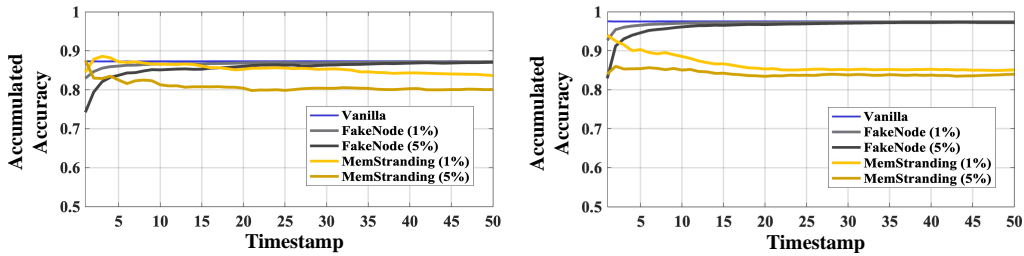 1
0.9
0.8
0.7
0.6
0.5
Accumulated
Accuracy
Vanilla
FakeNode (1%)
FakeNode (5%)
MemStranding (1%)
MemStranding (5%)
5 10 15 20 25 30 35 40 45 50
Timestamp
1
0.9
0.8
0.7
0.6
0.5
Accumulated
Accuracy
Vanilla
FakeNode (1%)
FakeNode (5%)
MemStranding (1%)
MemStranding (5%)
5 10 15 20 25 30 35 40 45 50
Timestamp